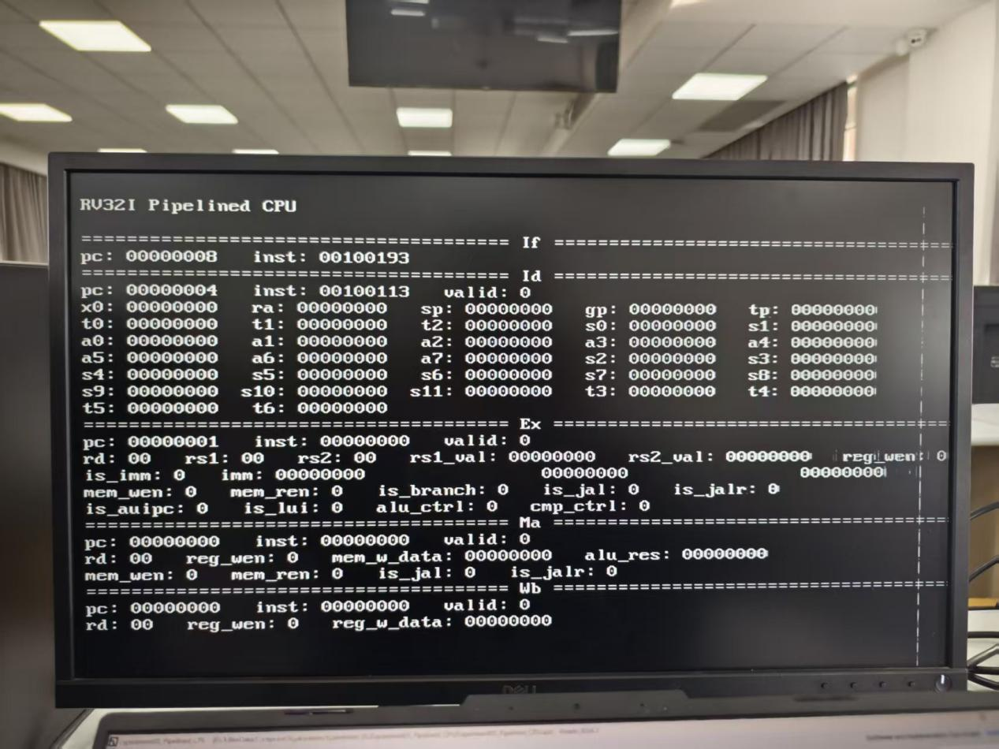 RV32I Pipelined CPU
====================================== If ===================================
pc: 00000008 inst: 00100193
====================================== Id ===================================
pc: 00000004 inst: 00100113 valid: 0
x0: 00000000 ra: 00000000 sp: 00000000 gp: 00000000 tp: 00000000
t0: 00000000 t1: 00000000 t2: 00000000 s0: 00000000 s1: 00000000
a0: 00000000 a1: 00000000 a2: 00000000 a3: 00000000 a4: 00000000
a5: 00000000 a6: 00000000 a7: 00000000 s2: 00000000 s3: 00000000
s4: 00000000 s5: 00000000 s6: 00000000 s7: 00000000 s8: 00000000
s9: 00000000 s10: 00000000 s11: 00000000 t3: 00000000 t4: 00000000
t5: 00000000 t6: 00000000
====================================== Ex ===================================
pc: 00000001 inst: 00000000 valid: 0
rd: 00 rs1: 00 rs2: 00 rs1_val: 00000000 rs2_val: 00000000 reg_wen: 0
is_imm: 0 imm: 00000000 00000000 00000000
mem_wen: 0 mem_ren: 0 is_branch: 0 is_jal: 0 is_jalr: 0
is_auipc: 0 is_lui: 0 alu_ctrl: 0 cmp_ctrl: 0
====================================== Ma ===================================
pc: 00000000 inst: 00000000 valid: 0
rd: 00 reg_wen: 0 mem_w_data: 00000000 alu_res: 00000000
mem_wen: 0 mem_ren: 0 is_jal: 0 is_jalr: 0
====================================== Wb ===================================
pc: 00000000 inst: 00000000 valid: 0
rd: 00 reg_wen: 0 reg_w_data: 00000000
DELL